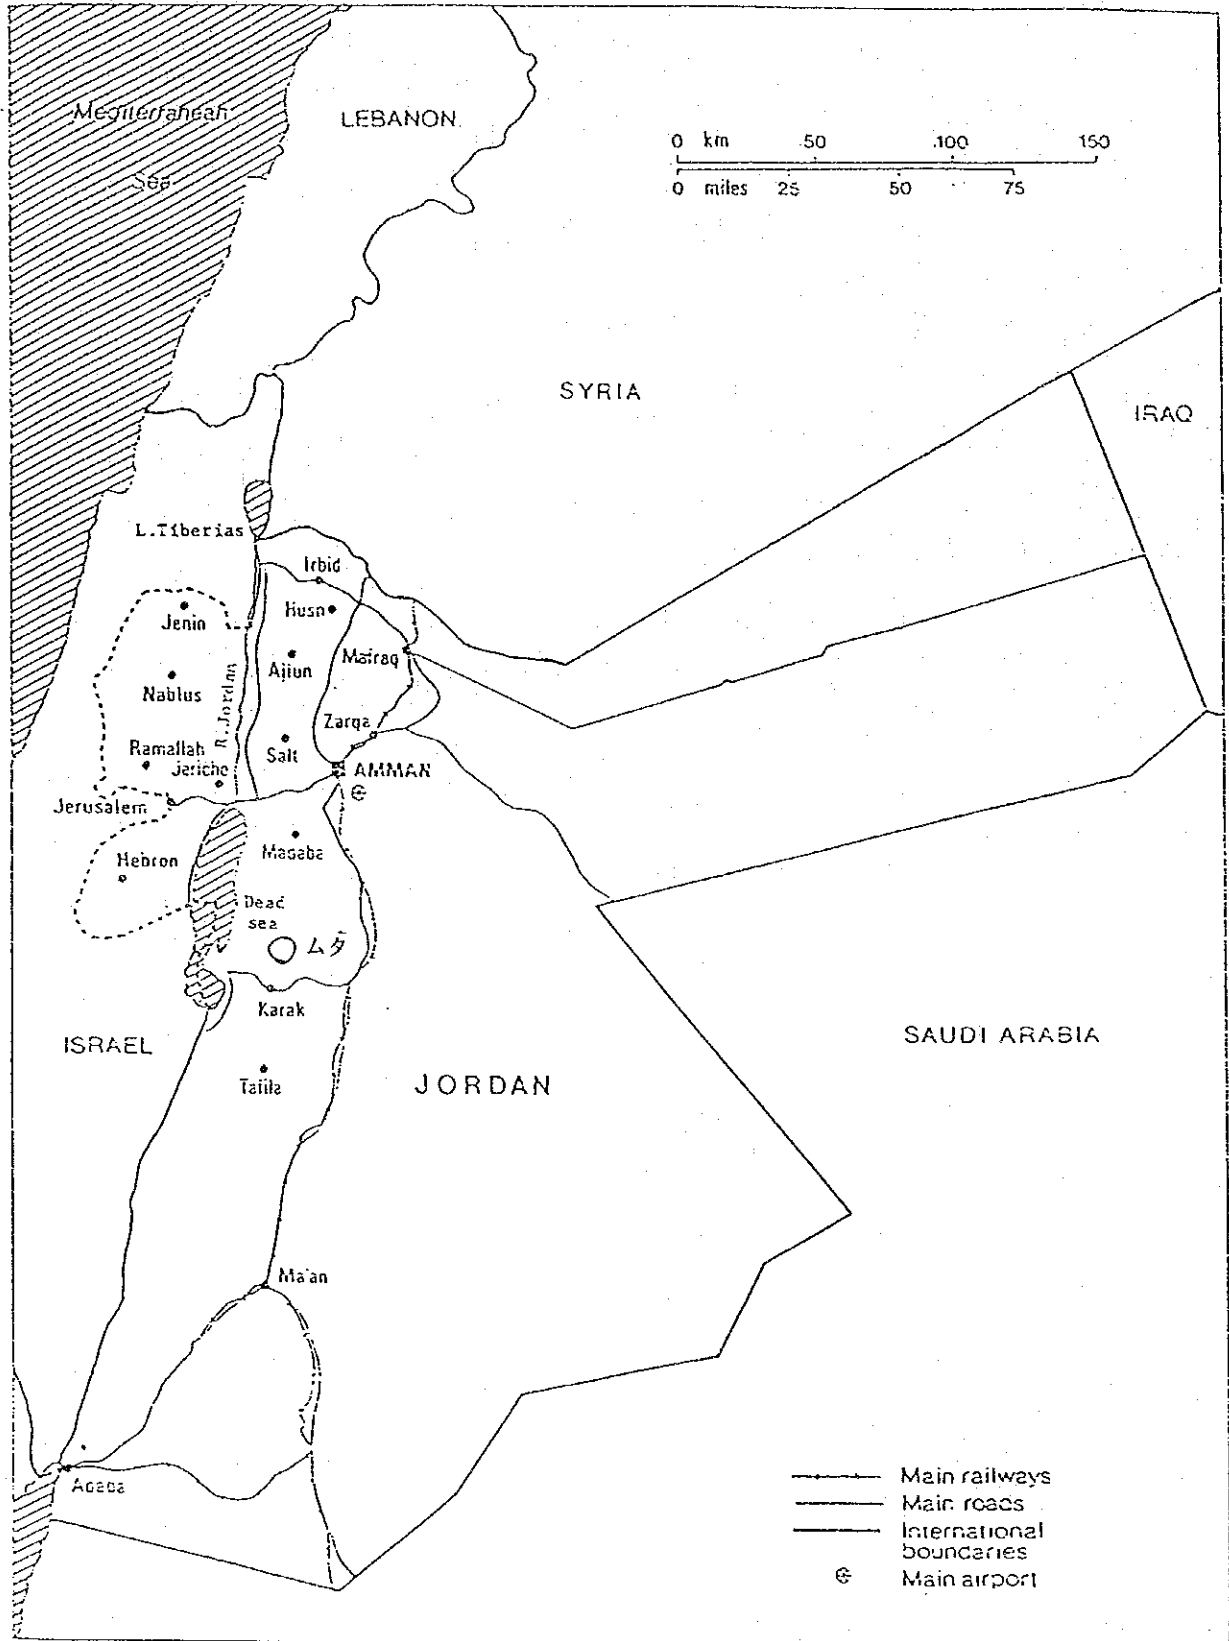 Mediterranean
Sea
LEBANON
0 km 50 100 150
0 miles 25 50 75
SYRIA
IRAQ
L.Tiberias
Irbid
Husn
Jenin
Mafraq
Ajlun
Nablus
R. Jordan
Zarqa
Ramallah
Salt
Jericho
AMMAN
Jerusalem
Madaba
Hebron
Dead
sea
ムダ
Karak
ISRAEL
SAUDI ARABIA
Tafila
JORDAN
Ma'an
Aqaba
Main railways
Main roads
International
boundaries
Main airport